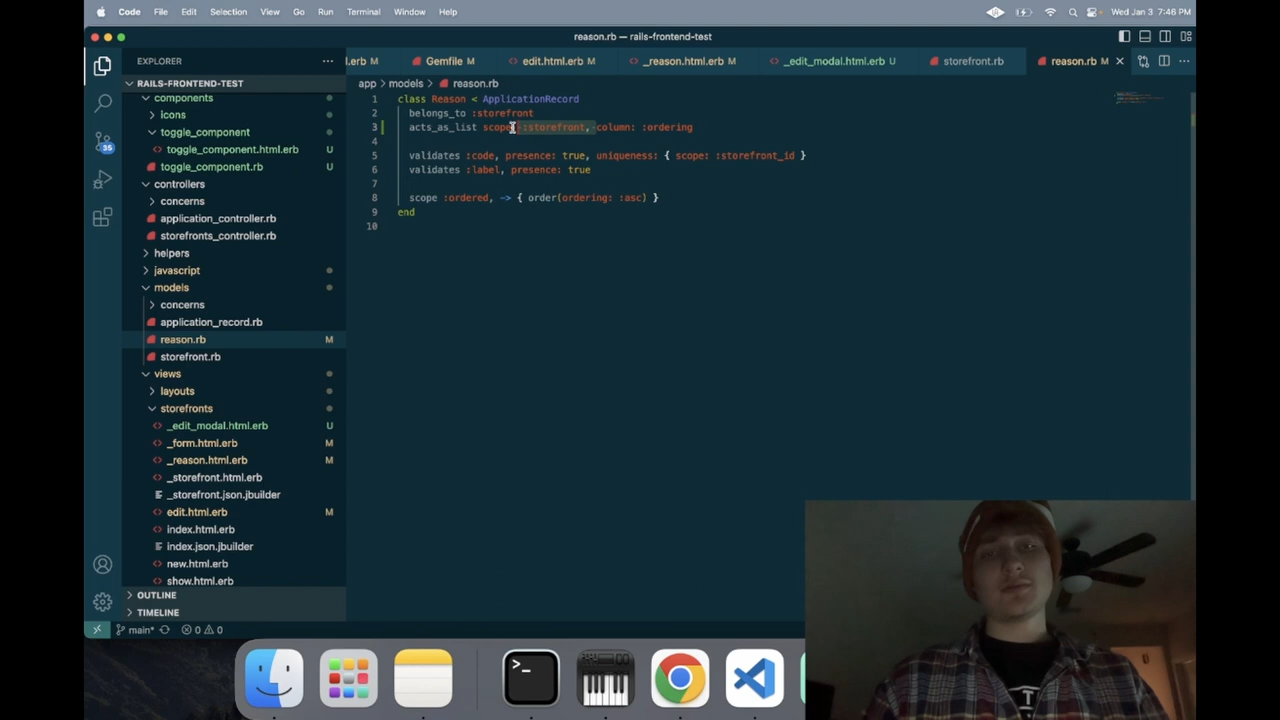 Code File Edit Selection View Go Run Terminal Window Help Wed Jan 3 7:46 PM
reason.rb — rails-frontend-test
EXPLORER
RAILS-FRONTEND-TEST
components
icons
toggle_component
toggle_component.html.erb U
toggle_component.rb U
controllers
concerns
application_controller.rb
storefronts_controller.rb
helpers
javascript
models
concerns
application_record.rb
reason.rb M
storefront.rb
views
layouts
storefronts
_edit_modal.html.erb U
_form.html.erb M
_reason.html.erb M
_storefront.html.erb
_storefront.json.jbuilder
edit.html.erb M
index.html.erb
index.json.jbuilder
new.html.erb
show.html.erb
OUTLINE
TIMELINE
35
l.erb M Gemfile M edit.html.erb M _reason.html.erb M _edit_modal.html.erb U storefront.rb reason.rb M
app > models > reason.rb
1 class Reason < ApplicationRecord
2 belongs_to :storefront
3 acts_as_list scope: :storefront, column: :ordering
4
5 validates :code, presence: true, uniqueness: { scope: :storefront_id }
6 validates :label, presence: true
7
8 scope :ordered, -> { order(ordering: :asc) }
9 end
10
main* 0 0